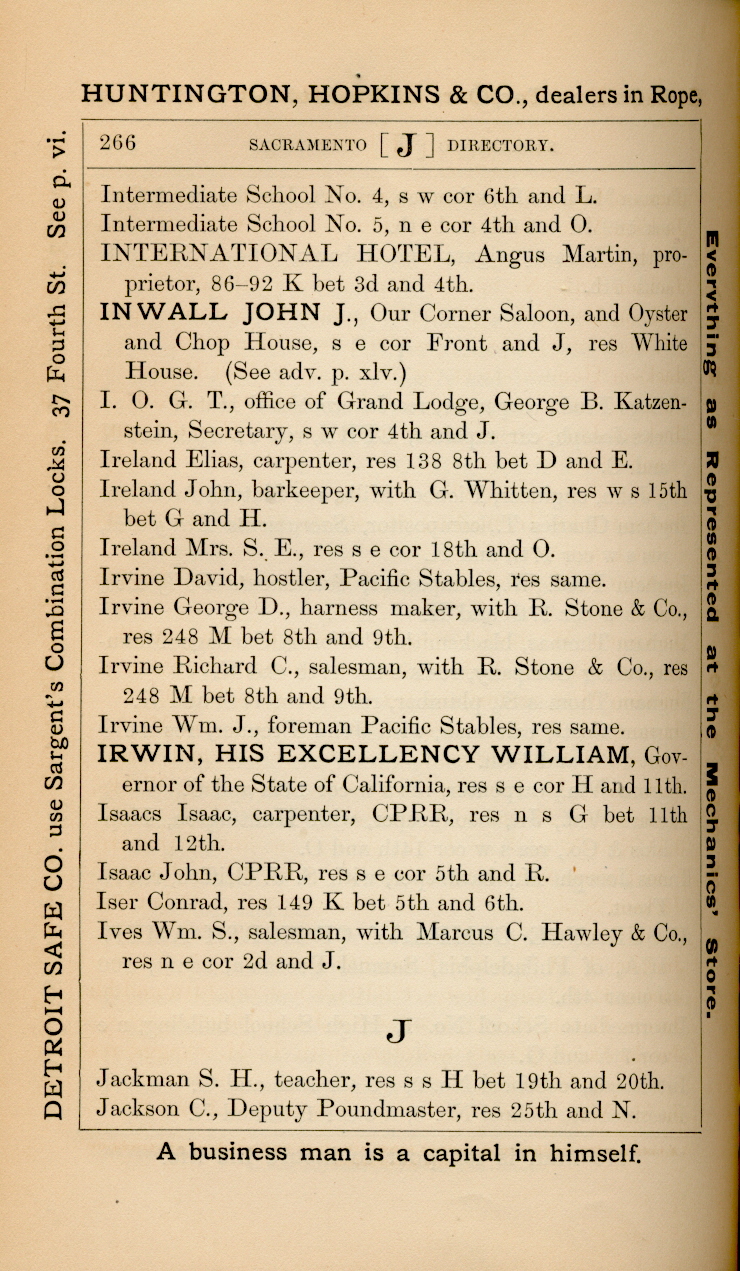 HUNTINGTON, HOPKINS & CO., dealers in Rope,
266 SACRAMENTO [ J ] DIRECTORY.
Intermediate School No. 4, s w cor 6th and L.
Intermediate School No. 5, n e cor 4th and O.
INTERNATIONAL HOTEL, Angus Martin, pro-
prietor, 86–92 K bet 3d and 4th.
INWALL JOHN J., Our Corner Saloon, and Oyster
and Chop House, s e cor Front and J, res White
House. (See adv. p. xlv.)
I. O. G. T., office of Grand Lodge, George B. Katzen-
stein, Secretary, s w cor 4th and J.
Ireland Elias, carpenter, res 138 8th bet D and E.
Ireland John, barkeeper, with G. Whitten, res w s 15th
bet G and H.
Ireland Mrs. S. E., res s e cor 18th and O.
Irvine David, hostler, Pacific Stables, res same.
Irvine George D., harness maker, with R. Stone & Co.,
res 248 M bet 8th and 9th.
Irvine Richard C., salesman, with R. Stone & Co., res
248 M bet 8th and 9th.
Irvine Wm. J., foreman Pacific Stables, res same.
IRWIN, HIS EXCELLENCY WILLIAM, Gov-
ernor of the State of California, res s e cor H and 11th.
Isaacs Isaac, carpenter, CPRR, res n s G bet 11th
and 12th.
Isaac John, CPRR, res s e cor 5th and R.
Iser Conrad, res 149 K bet 5th and 6th.
Ives Wm. S., salesman, with Marcus C. Hawley & Co.,
res n e cor 2d and J.
J
Jackman S. H., teacher, res s s H bet 19th and 20th.
Jackson C., Deputy Poundmaster, res 25th and N.
A business man is a capital in himself.
DETROIT SAFE CO. use Sargent's Combination Locks. 37 Fourth St. See p. vi.
Everything as Represented at the Mechanics' Store.